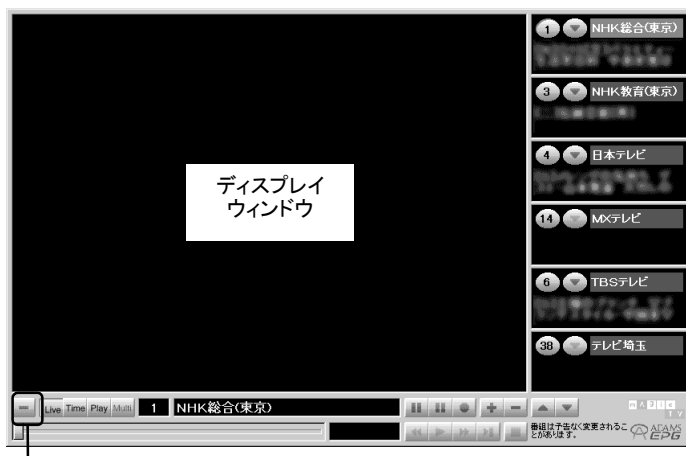 ディスプレイ
ウィンドウ
1 NHK総合(東京)
3 NHK教育(東京)
4 日本テレビ
14 MXテレビ
6 TBSテレビ
38 テレビ埼玉
Live Time Play Multi 1 NHK総合(東京)
mAgic TV
番組は予告なく変更されるこ
とがあります。
ADAMS
EPG